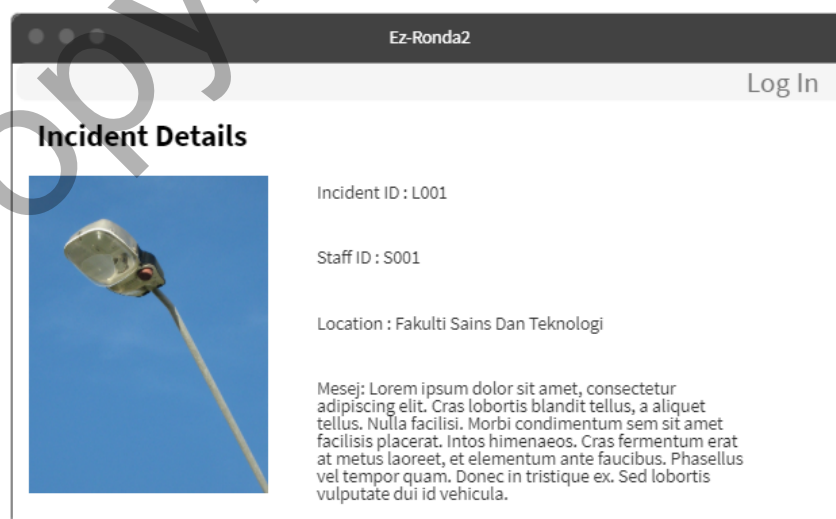 Ez-Ronda2
Log In
Incident Details
Incident ID : L001
Staff ID : S001
Location : Fakulti Sains Dan Teknologi
Mesej: Lorem ipsum dolor sit amet, consectetur
adipiscing elit. Cras lobortis blandit tellus, a aliquet
tellus. Nulla facilisi. Morbi condimentum sem sit amet
facilisis placerat. Intos himenaeos. Cras fermentum erat
at metus laoreet, et elementum ante faucibus. Phasellus
vel tempor quam. Donec in tristique ex. Sed lobortis
vulputate dui id vehicula.